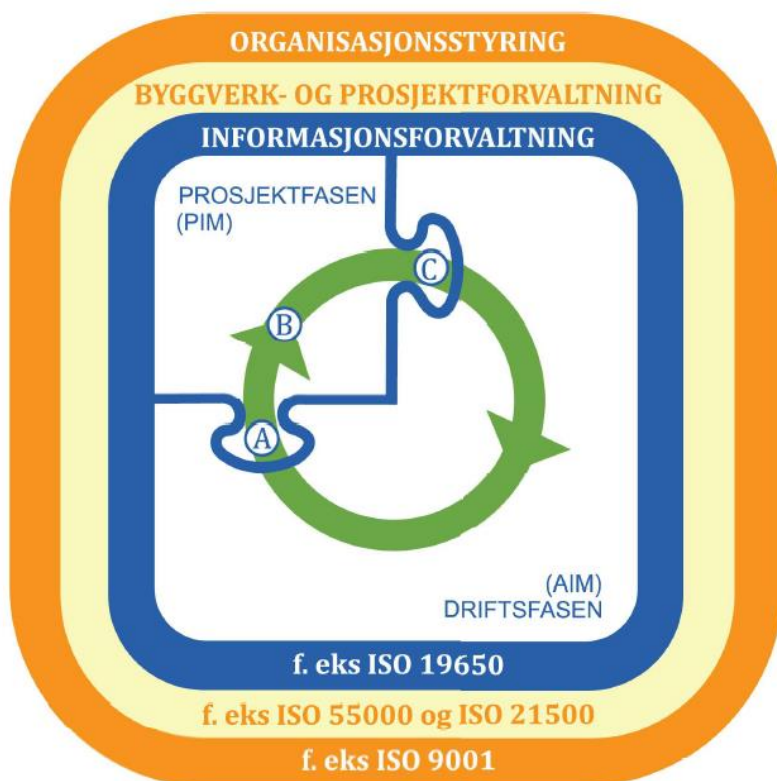 ORGANISASJONSSTYRING
BYGGVERK- OG PROSJEKTFORVALTNING
INFORMASJONSFORVALTNING
PROSJEKTFASEN
(PIM)
C
B
A
(AIM)
DRIFTSFASEN
f. eks ISO 19650
f. eks ISO 55000 og ISO 21500
f. eks ISO 9001